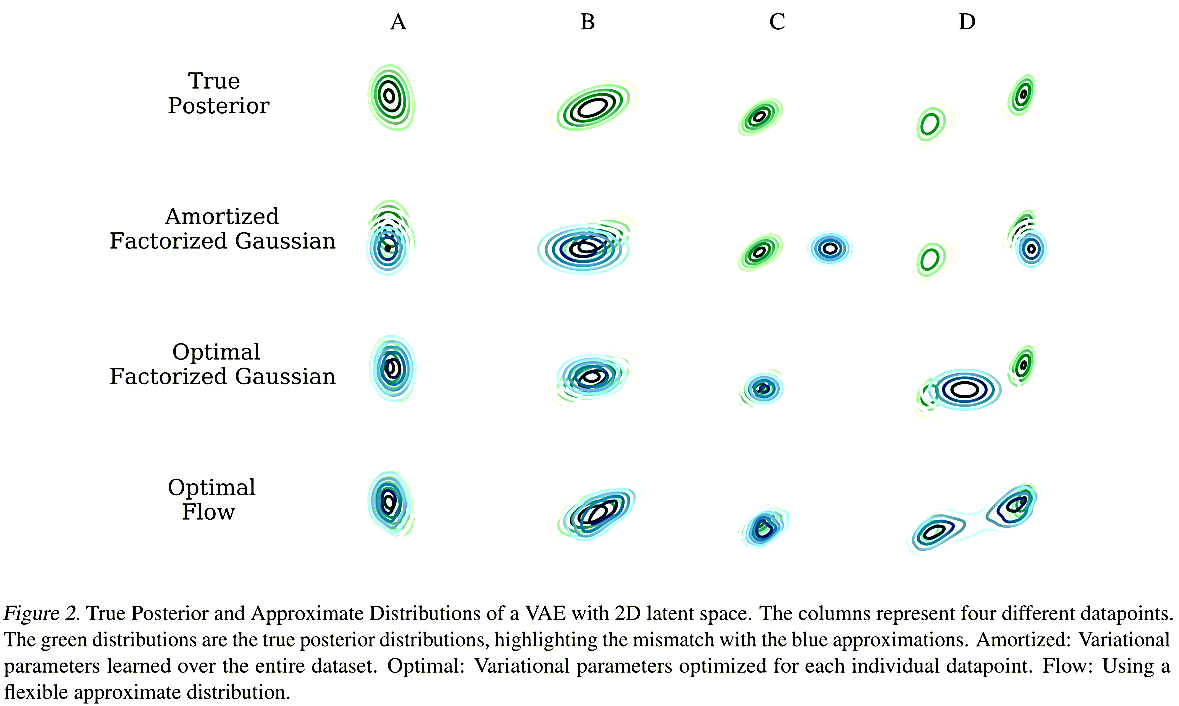 A B C D
True
Posterior
Amortized
Factorized Gaussian
Optimal
Factorized Gaussian
Optimal
Flow
Figure 2. True Posterior and Approximate Distributions of a VAE with 2D latent space. The columns represent four different datapoints.
The green distributions are the true posterior distributions, highlighting the mismatch with the blue approximations. Amortized: Variational
parameters learned over the entire dataset. Optimal: Variational parameters optimized for each individual datapoint. Flow: Using a
flexible approximate distribution.